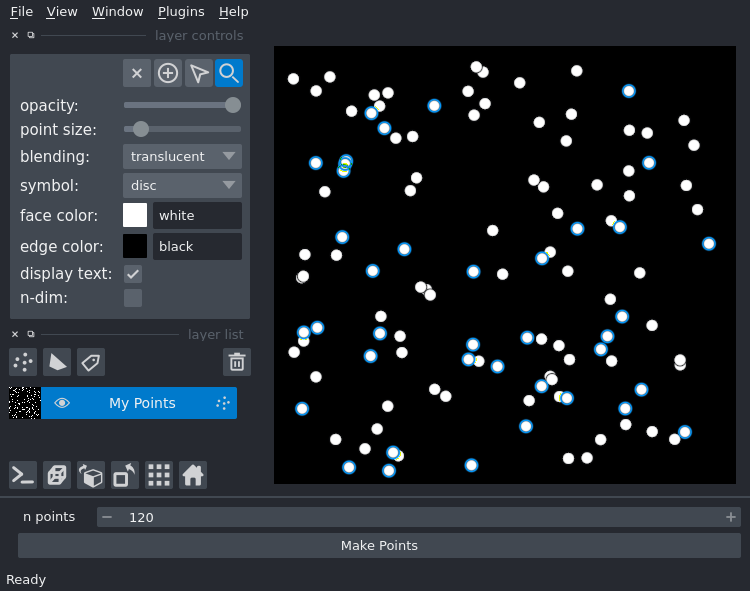 File View Window Plugins Help
layer controls
opacity:
point size:
blending: translucent
symbol: disc
face color: white
edge color: black
display text:
n-dim:
layer list
My Points
n points 120
Make Points
Ready